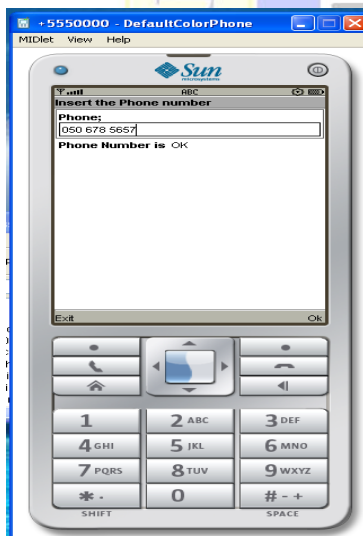 +5550000 - DefaultColorPhone
MIDlet View Help
Sun
microsystems
ABC
Insert the Phone number
Phone;
050 678 5657
Phone Number is OK
Exit Ok
1 2 ABC 3 DEF
4 GHI 5 JKL 6 MNO
7 PQRS 8 TUV 9 WXYZ
* . 0 # - +
SHIFT SPACE